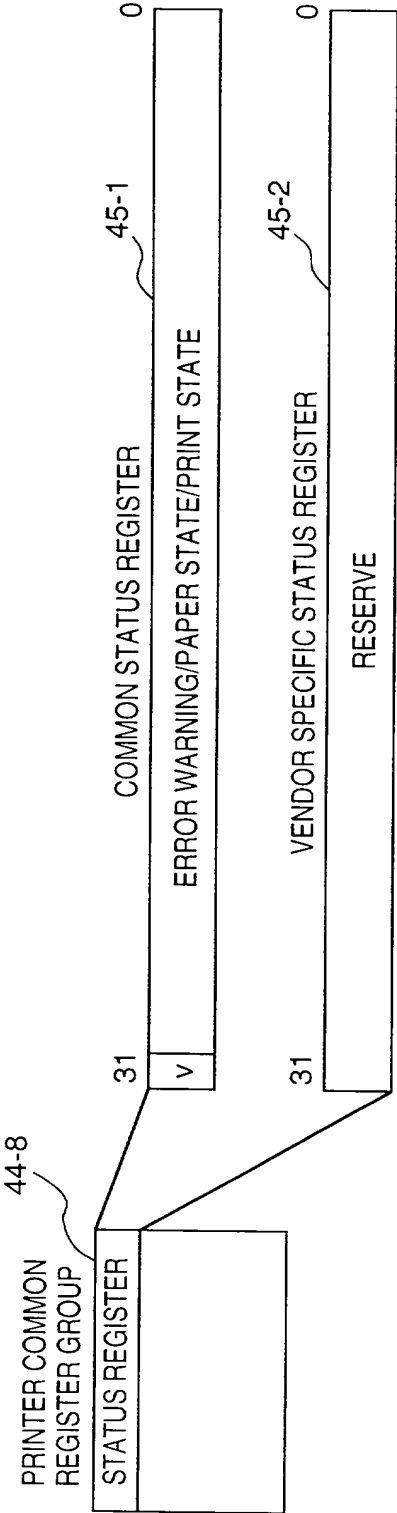 PRINTER COMMON
REGISTER GROUP
44-8
STATUS REGISTER
COMMON STATUS REGISTER
45-1
31
0
V
ERROR WARNING/PAPER STATE/PRINT STATE
VENDOR SPECIFIC STATUS REGISTER
45-2
31
0
RESERVE